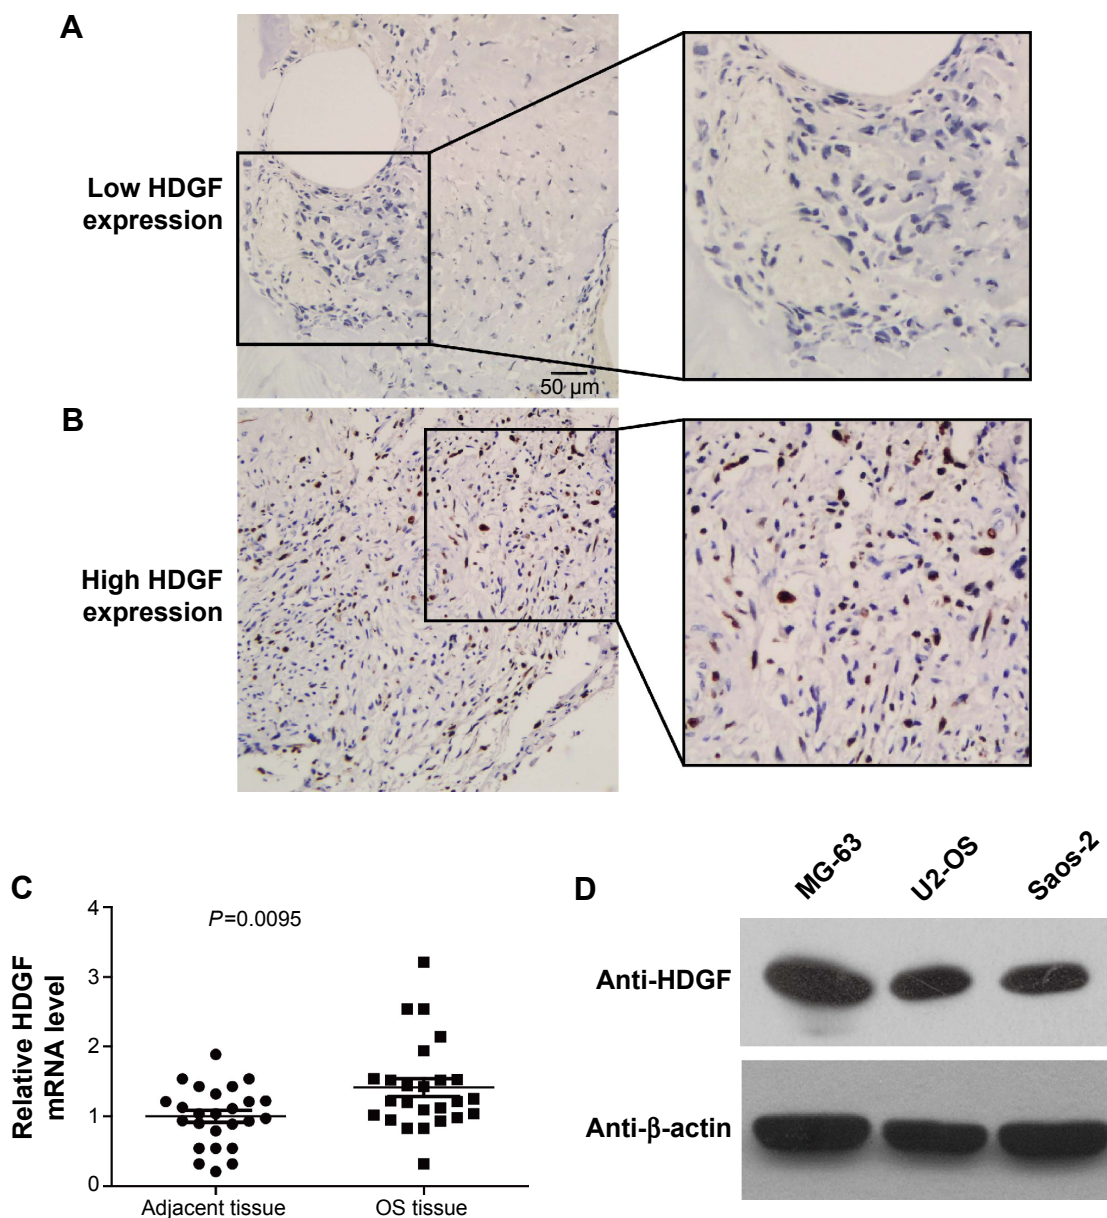 A
Low HDGF
expression
50 μm
B
High HDGF
expression
C
P=0.0095
Relative HDGF
mRNA level
4
3
2
1
0
Adjacent tissue
OS tissue
D
MG-63
U2-OS
Saos-2
Anti-HDGF
Anti-β-actin